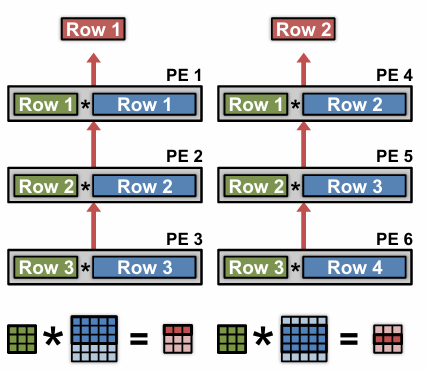 Row 1 Row 2
PE 1 PE 4
Row 1 * Row 1 Row 1 * Row 2
PE 2 PE 5
Row 2 * Row 2 Row 2 * Row 3
PE 3 PE 6
Row 3 * Row 3 Row 3 * Row 4
* = * =